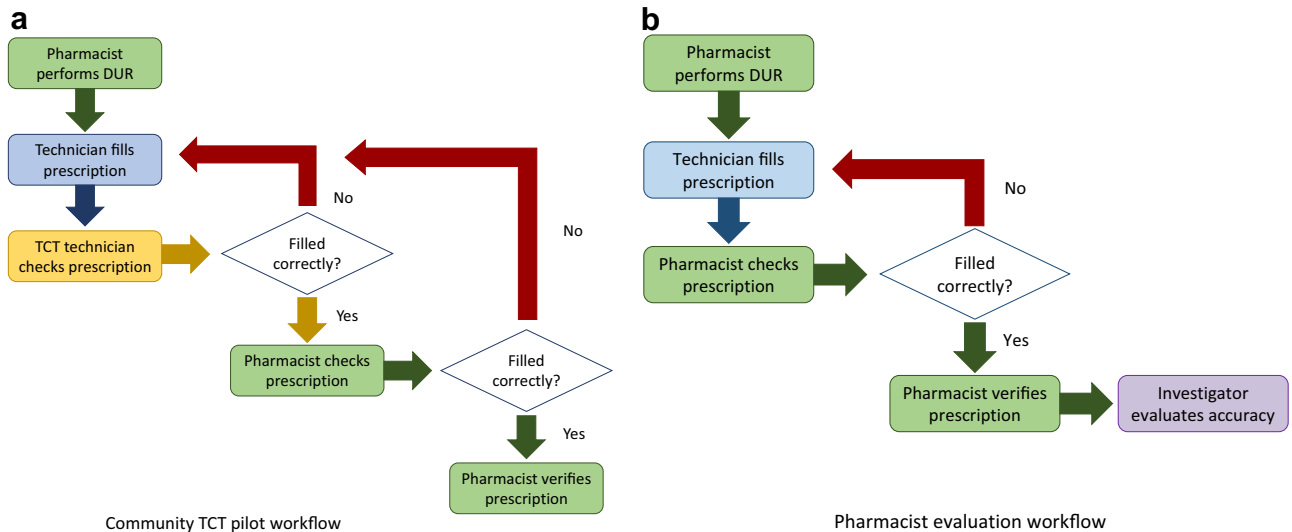 a
Pharmacist
performs DUR
Technician fills
prescription
No
TCT technician
checks prescription
Filled
correctly?
No
Yes
Pharmacist checks
prescription
Filled
correctly?
Yes
Pharmacist verifies
prescription
Community TCT pilot workflow
b
Pharmacist
performs DUR
Technician fills
prescription
No
Pharmacist checks
prescription
Filled
correctly?
Yes
Pharmacist verifies
prescription
Investigator
evaluates accuracy
Pharmacist evaluation workflow